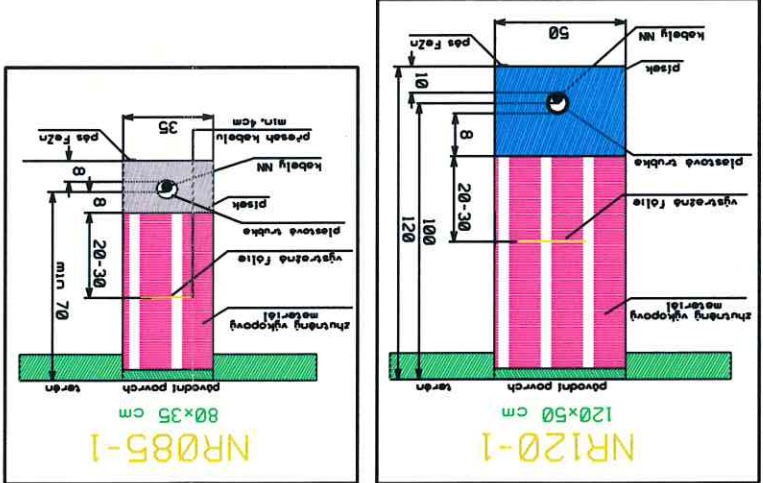 NR120-1
120x50 cm
původní povrch
terén
zhutněný výkopový
materiál
výstražná fólie
20-30
100
120
plastová trubka
8
písek
10
kabely NN
pás FeZn
50
NR085-1
80x35 cm
původní povrch
terén
zhutněný výkopový
materiál
výstražná fólie
20-30
min 70
plastová trubka
písek
8
kabely NN
8
přesah kabelu
min. 4cm
pás FeZn
35